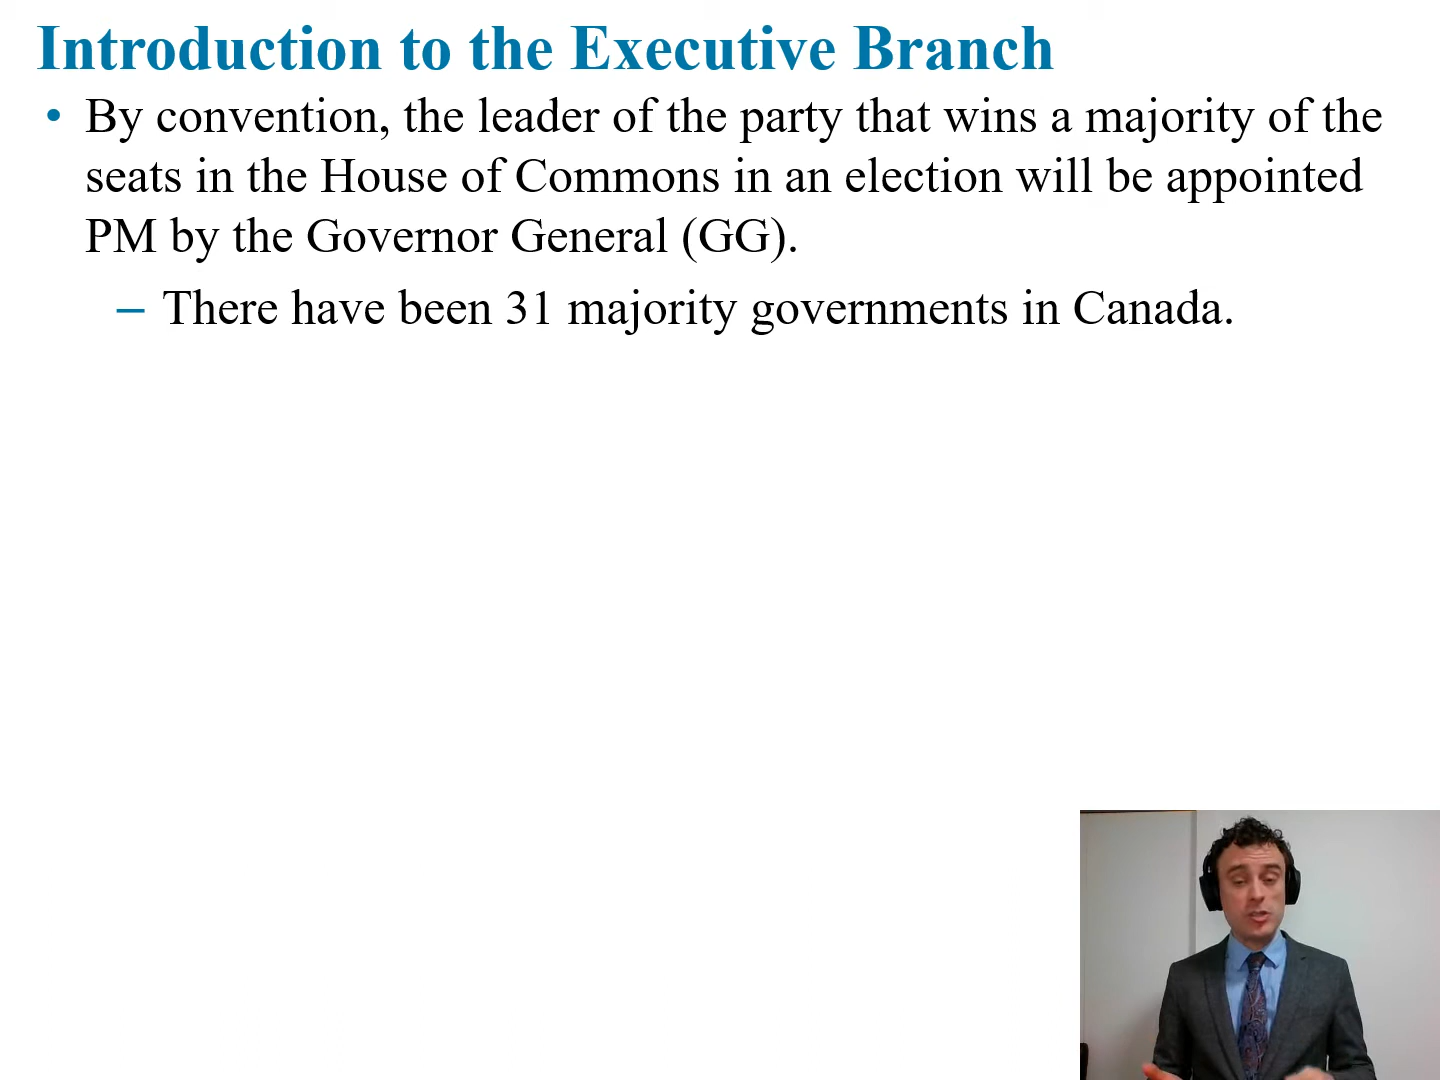 Introduction to the Executive Branch
• By convention, the leader of the party that wins a majority of the
seats in the House of Commons in an election will be appointed
PM by the Governor General (GG).
– There have been 31 majority governments in Canada.